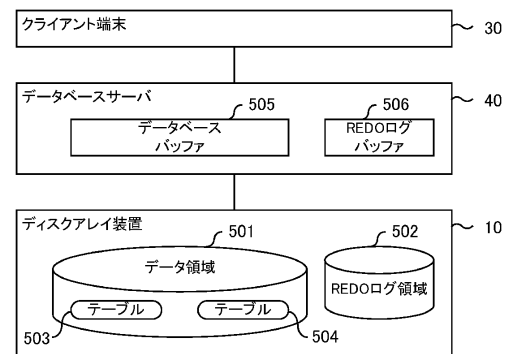 クライアント端末
30
データベースサーバ
40
505
506
データベース
バッファ
REDOログ
バッファ
ディスクアレイ装置
10
501
502
データ領域
REDOログ領域
テーブル
テーブル
503
504